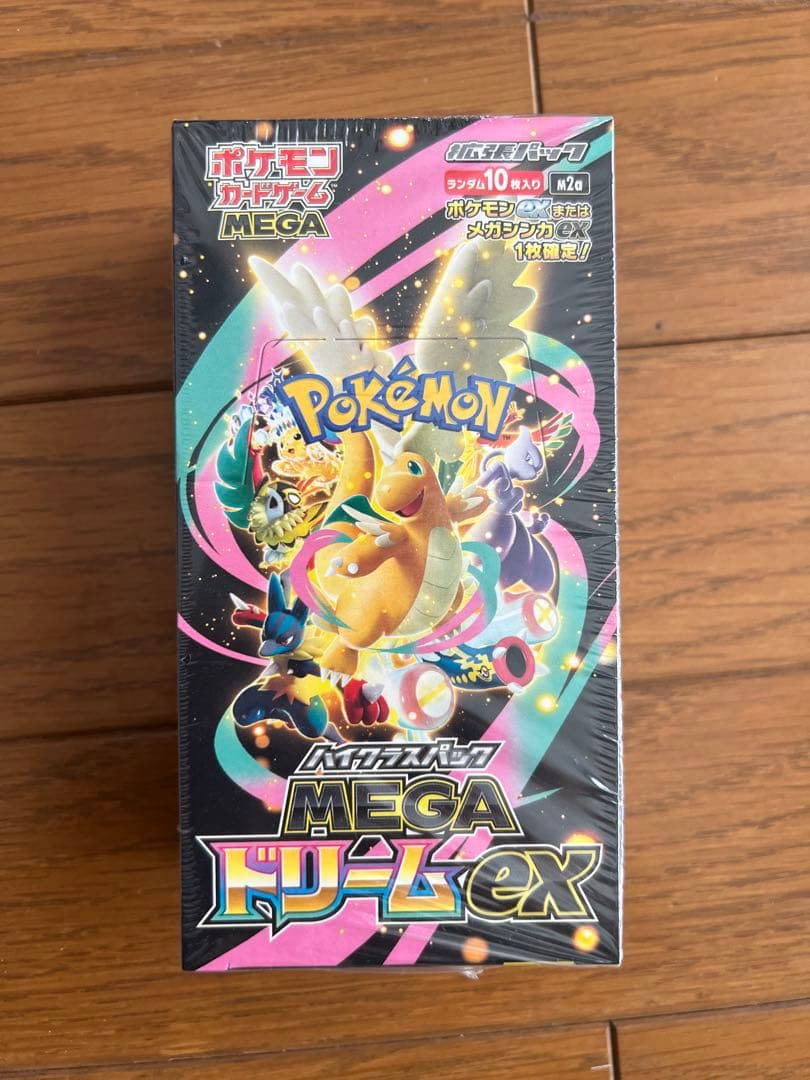 ポケモン
カードゲーム™
MEGA
拡張パック
ランダム10枚入り M2a
ポケモンexまたは
メガシンカex
1枚確定!
POKéMON™
ハイクラスパック
MEGA
ドリームex